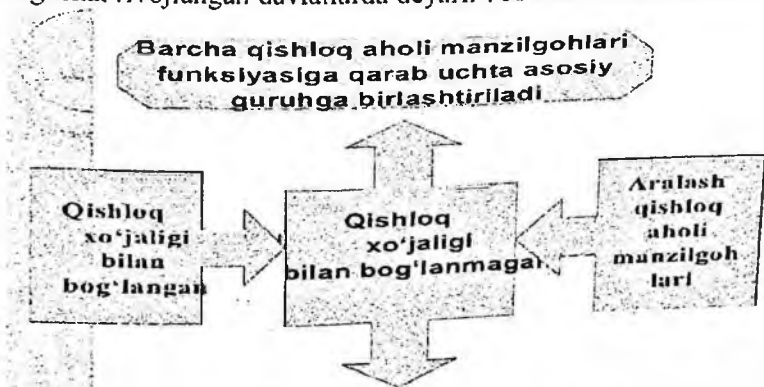 Barcha qishloq aholi manzilgohlari
funksiyasiga qarab uchta asosiy
guruhga birlashtiriladi
Qishloq
xo'jaligi
bilan
bog'langan
Qishloq
xo'jaligi
bilan bog'lanmagan
Aralash
qishloq
aholi
manzilgoh
lari